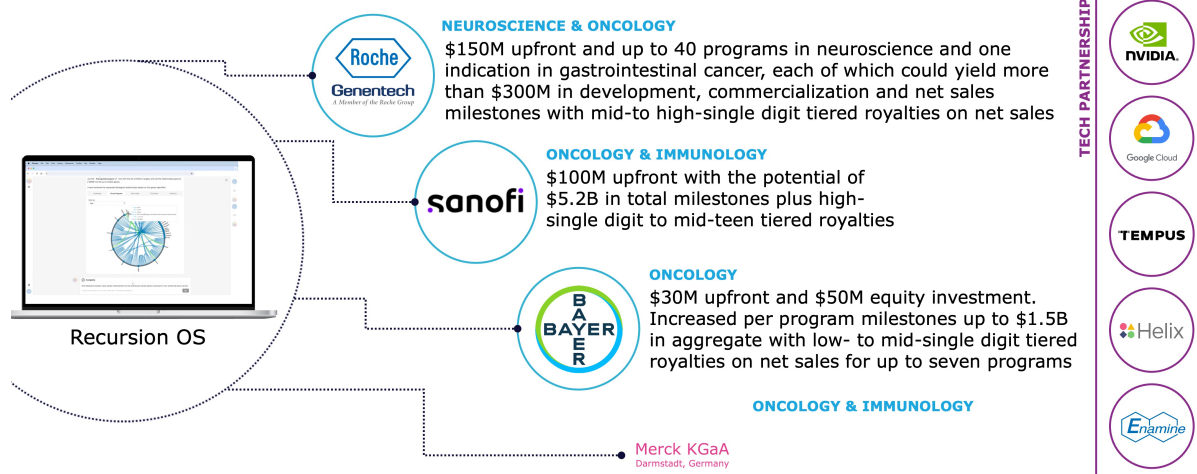 NEUROSCIENCE & ONCOLOGY
Roche
Genentech
A Member of the Roche Group
$150M upfront and up to 40 programs in neuroscience and one
indication in gastrointestinal cancer, each of which could yield more
than $300M in development, commercialization and net sales
milestones with mid-to high-single digit tiered royalties on net sales
ONCOLOGY & IMMUNOLOGY
sanofi
$100M upfront with the potential of
$5.2B in total milestones plus high-
single digit to mid-teen tiered royalties
Recursion OS
ONCOLOGY
BAYER
BAYER
$30M upfront and $50M equity investment.
Increased per program milestones up to $1.5B
in aggregate with low- to mid-single digit tiered
royalties on net sales for up to seven programs
ONCOLOGY & IMMUNOLOGY
Merck KGaA
Darmstadt, Germany
TECH PARTNERSHIP
NVIDIA.
Google Cloud
TEMPUS
Helix
Enamine